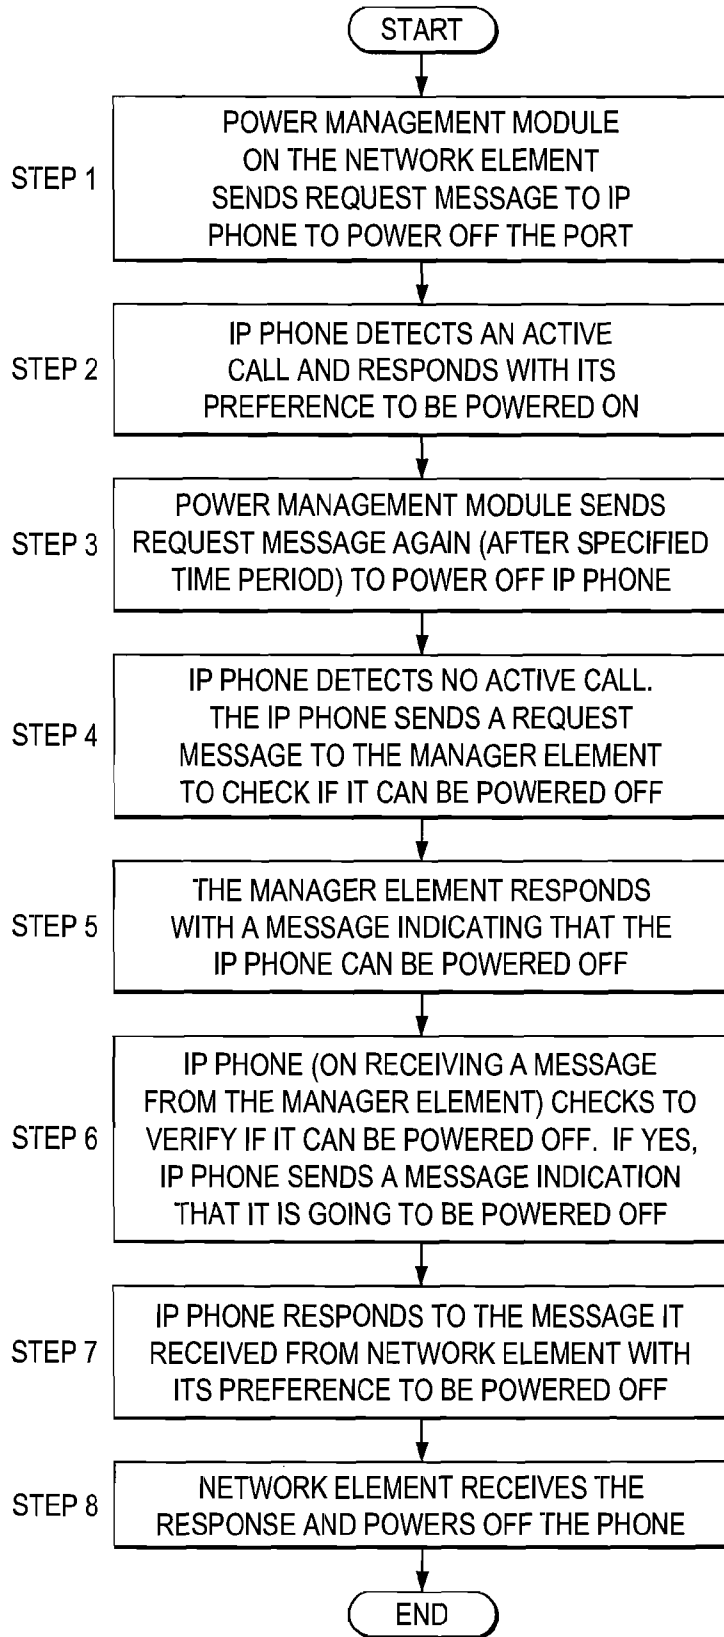 START
STEP 1
POWER MANAGEMENT MODULE
ON THE NETWORK ELEMENT
SENDS REQUEST MESSAGE TO IP
PHONE TO POWER OFF THE PORT
STEP 2
IP PHONE DETECTS AN ACTIVE
CALL AND RESPONDS WITH ITS
PREFERENCE TO BE POWERED ON
STEP 3
POWER MANAGEMENT MODULE SENDS
REQUEST MESSAGE AGAIN (AFTER SPECIFIED
TIME PERIOD) TO POWER OFF IP PHONE
STEP 4
IP PHONE DETECTS NO ACTIVE CALL.
THE IP PHONE SENDS A REQUEST
MESSAGE TO THE MANAGER ELEMENT
TO CHECK IF IT CAN BE POWERED OFF
STEP 5
THE MANAGER ELEMENT RESPONDS
WITH A MESSAGE INDICATING THAT THE
IP PHONE CAN BE POWERED OFF
STEP 6
IP PHONE (ON RECEIVING A MESSAGE
FROM THE MANAGER ELEMENT) CHECKS TO
VERIFY IF IT CAN BE POWERED OFF. IF YES,
IP PHONE SENDS A MESSAGE INDICATION
THAT IT IS GOING TO BE POWERED OFF
STEP 7
IP PHONE RESPONDS TO THE MESSAGE IT
RECEIVED FROM NETWORK ELEMENT WITH
ITS PREFERENCE TO BE POWERED OFF
STEP 8
NETWORK ELEMENT RECEIVES THE
RESPONSE AND POWERS OFF THE PHONE
END